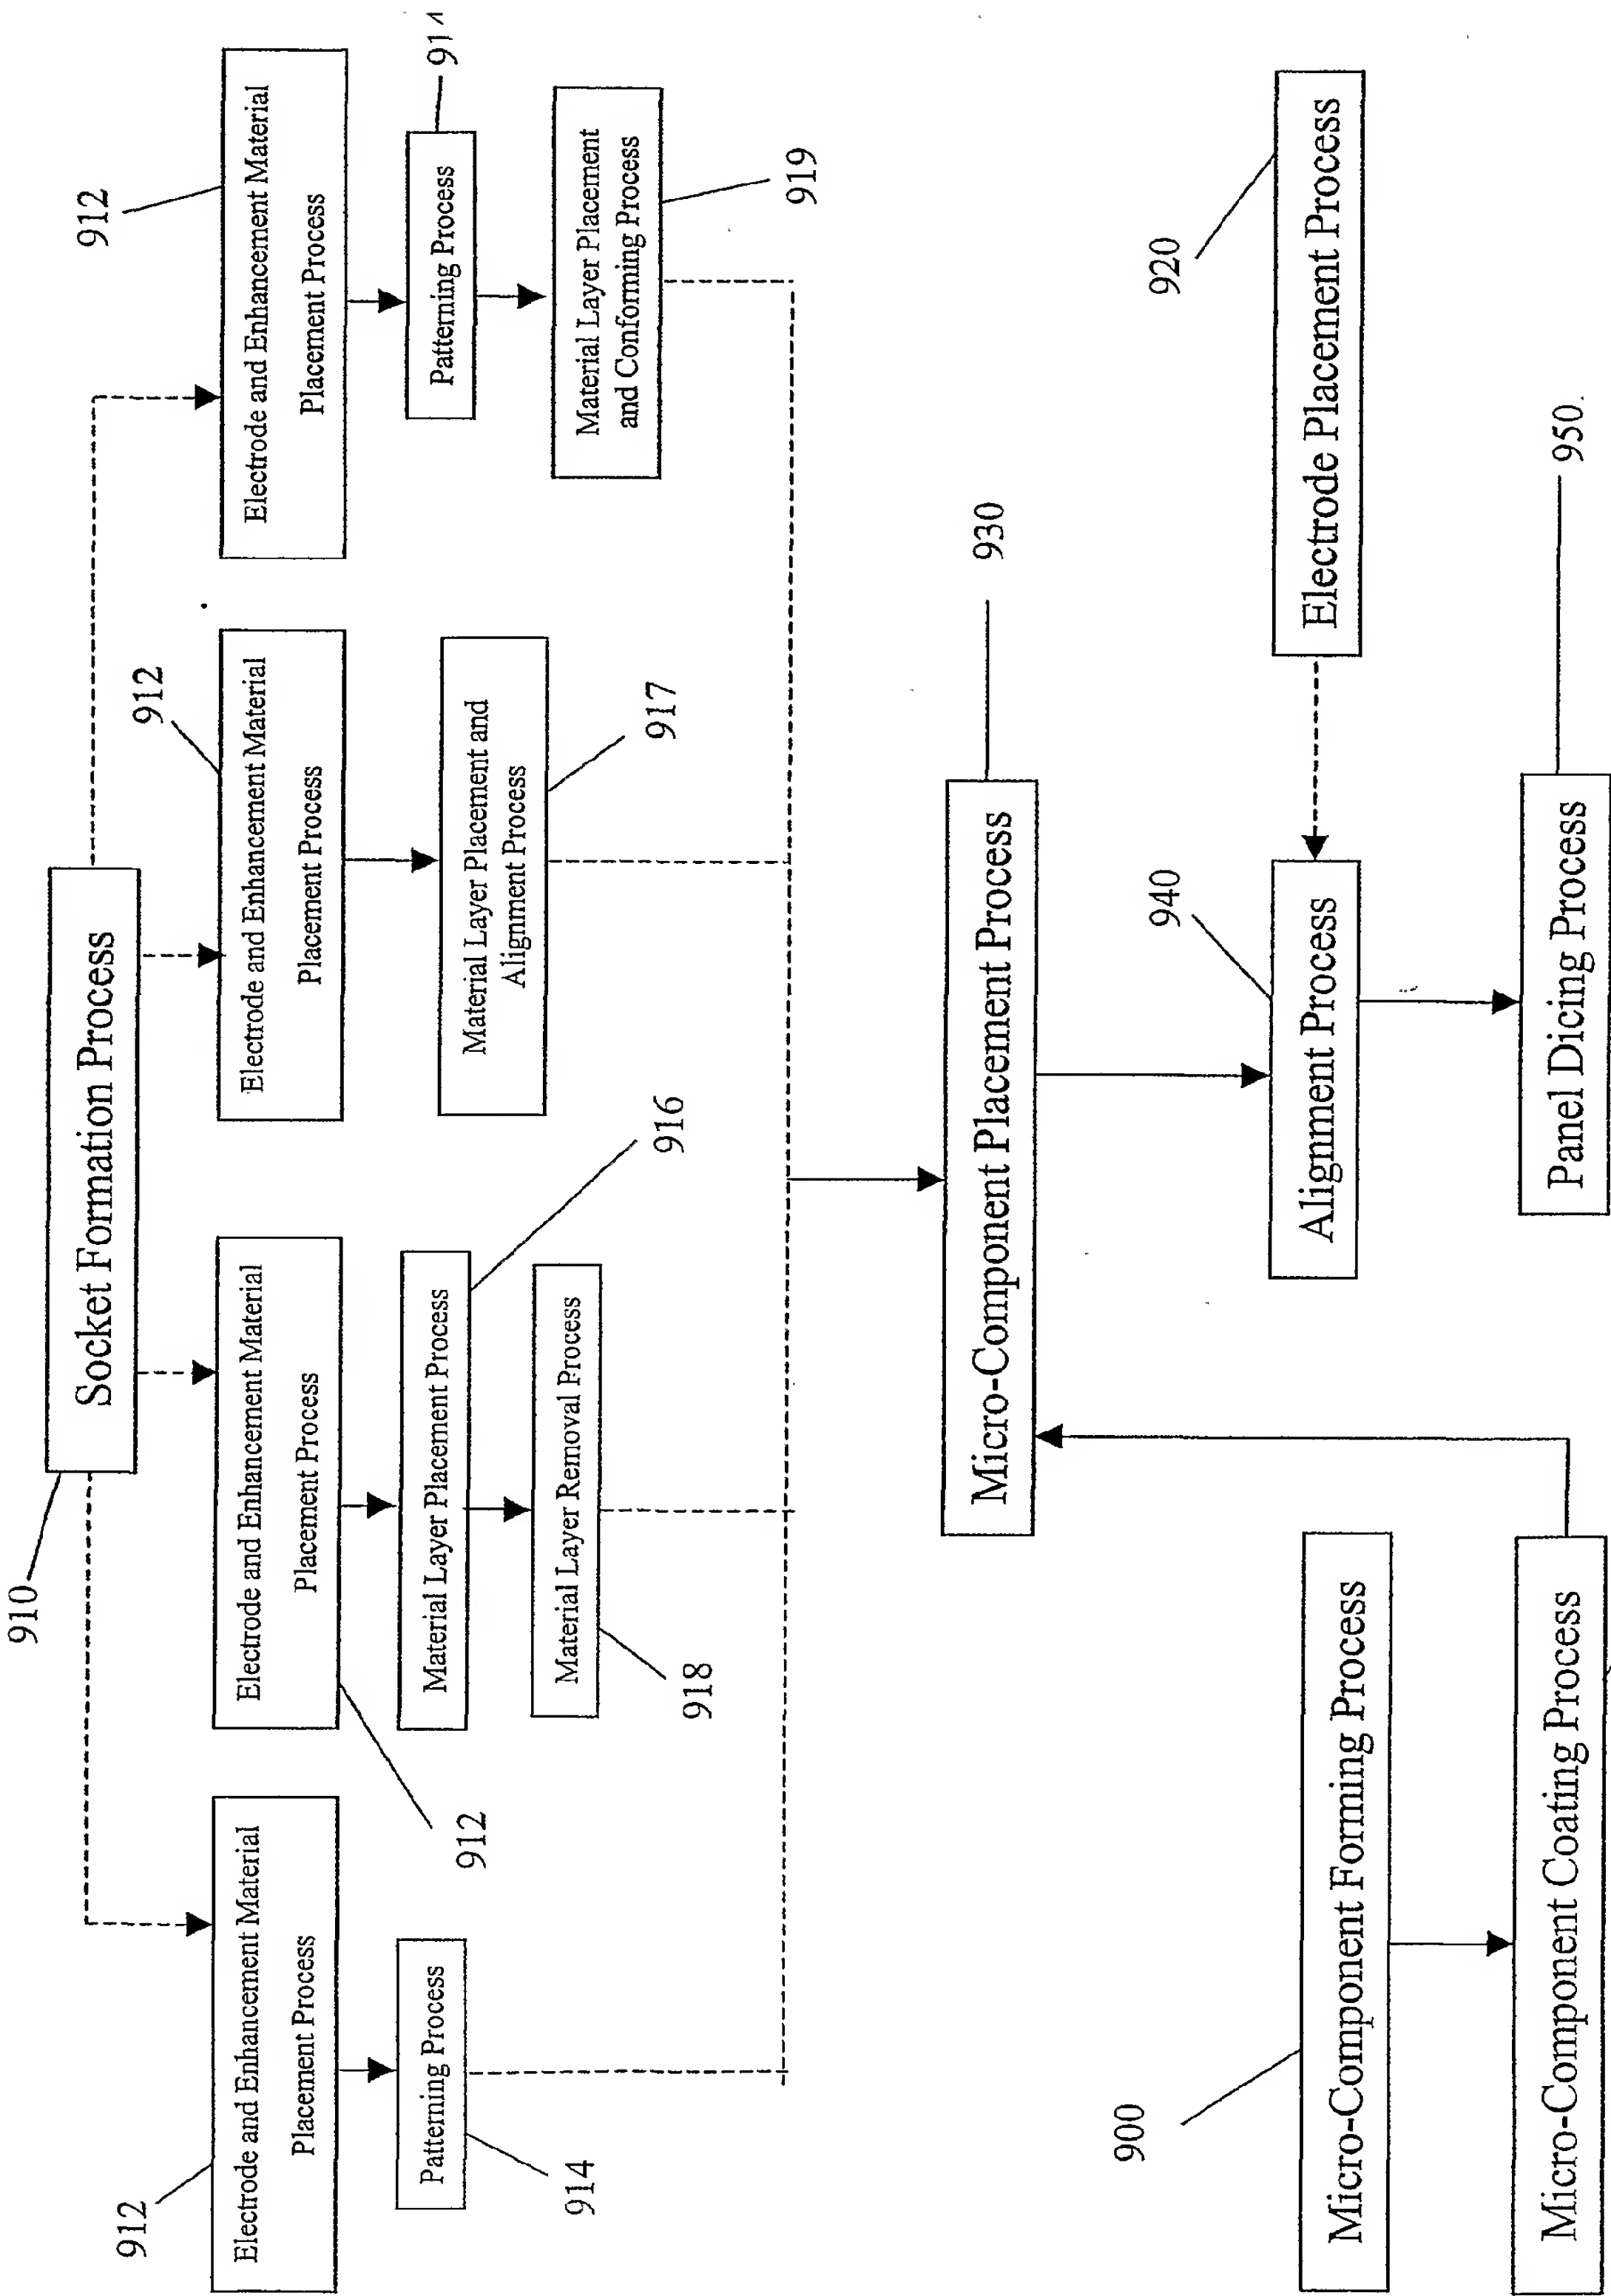 910
Socket Formation Process
912
Electrode and Enhancement Material
Placement Process
Patterning Process
914
Electrode and Enhancement Material
Placement Process
912
Material Layer Placement Process
916
Material Layer Removal Process
918
Electrode and Enhancement Material
Placement Process
912
Material Layer Placement and
Alignment Process
917
Electrode and Enhancement Material
Placement Process
912
Patterning Process
Material Layer Placement
and Conforming Process
919
Micro-Component Placement Process
930
900
Micro-Component Forming Process
Micro-Component Coating Process
940
Alignment Process
920
Electrode Placement Process
Panel Dicing Process
950.